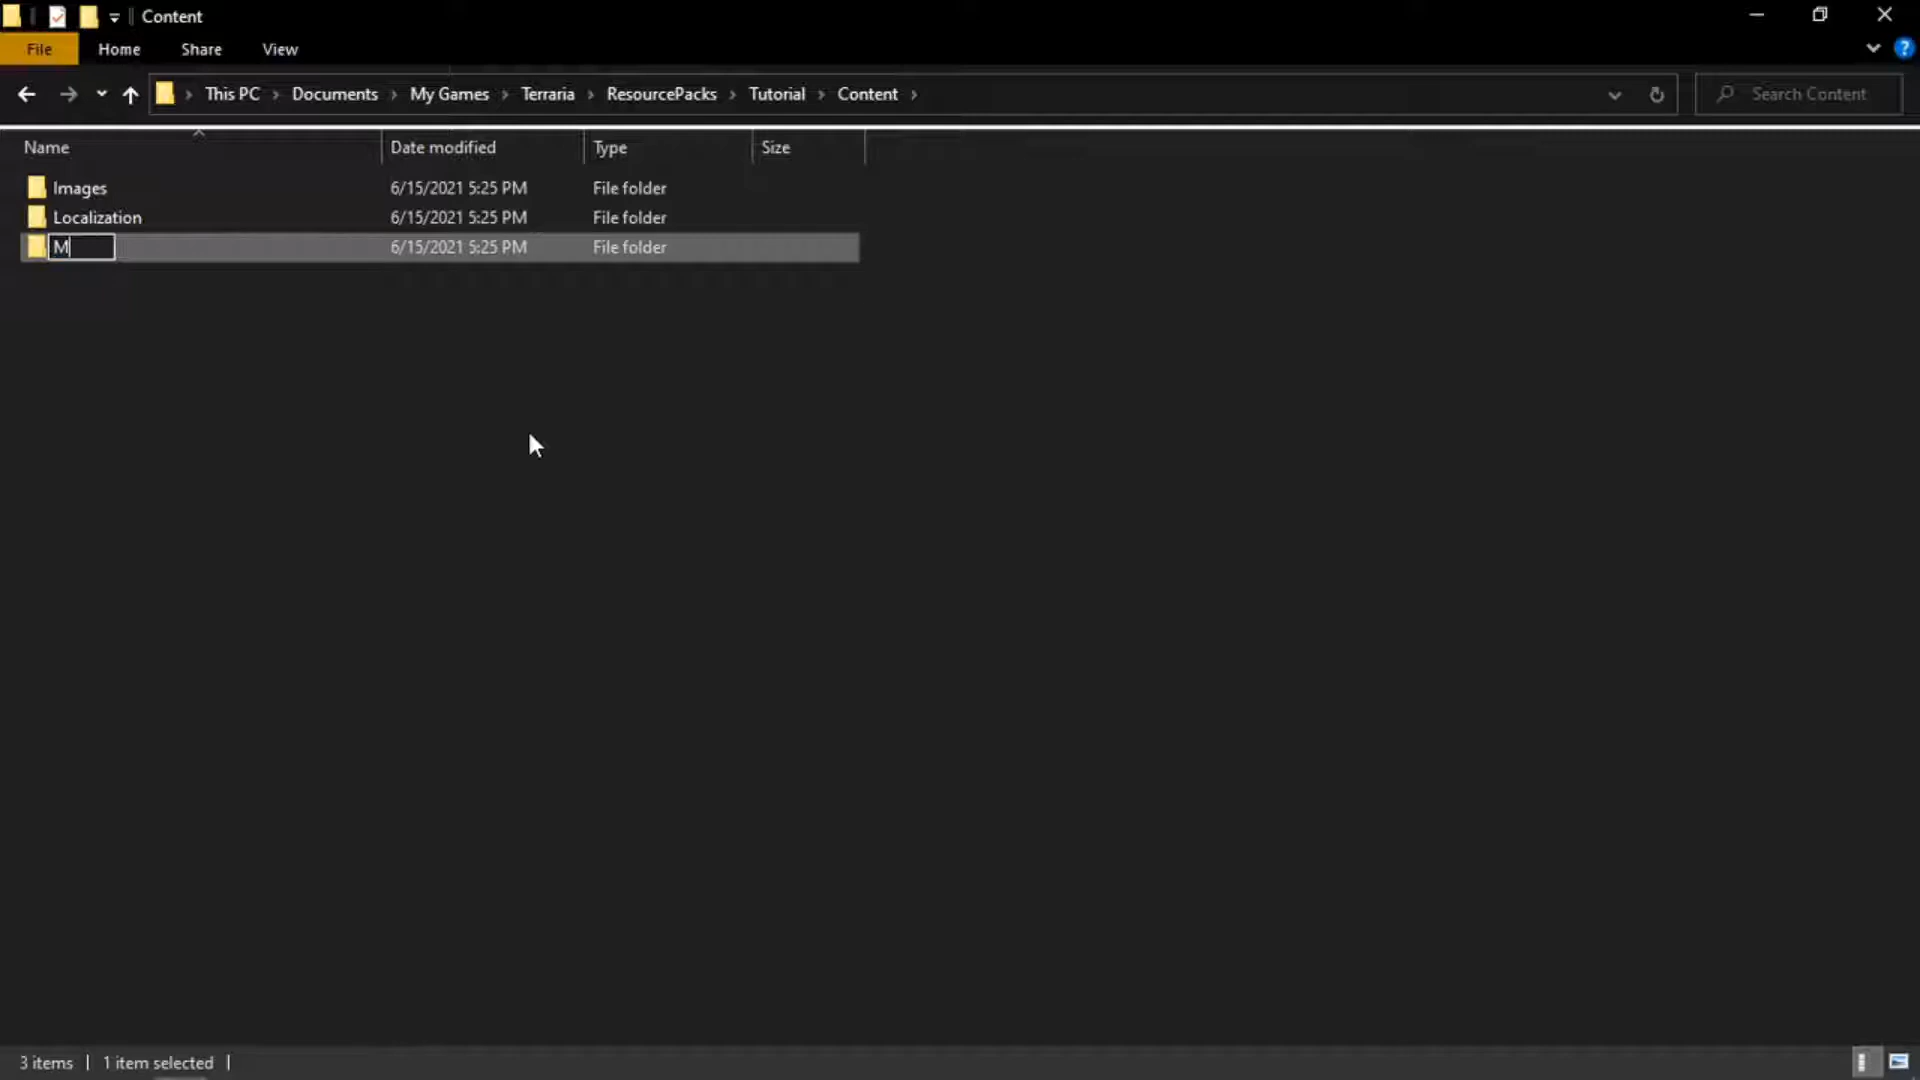 Content
File Home Share View
This PC Documents My Games Terraria ResourcePacks Tutorial Content Search Content
Name Date modified Type Size
Images 6/15/2021 5:25 PM File folder
Localization 6/15/2021 5:25 PM File folder
M 6/15/2021 5:25 PM File folder
3 items 1 item selected